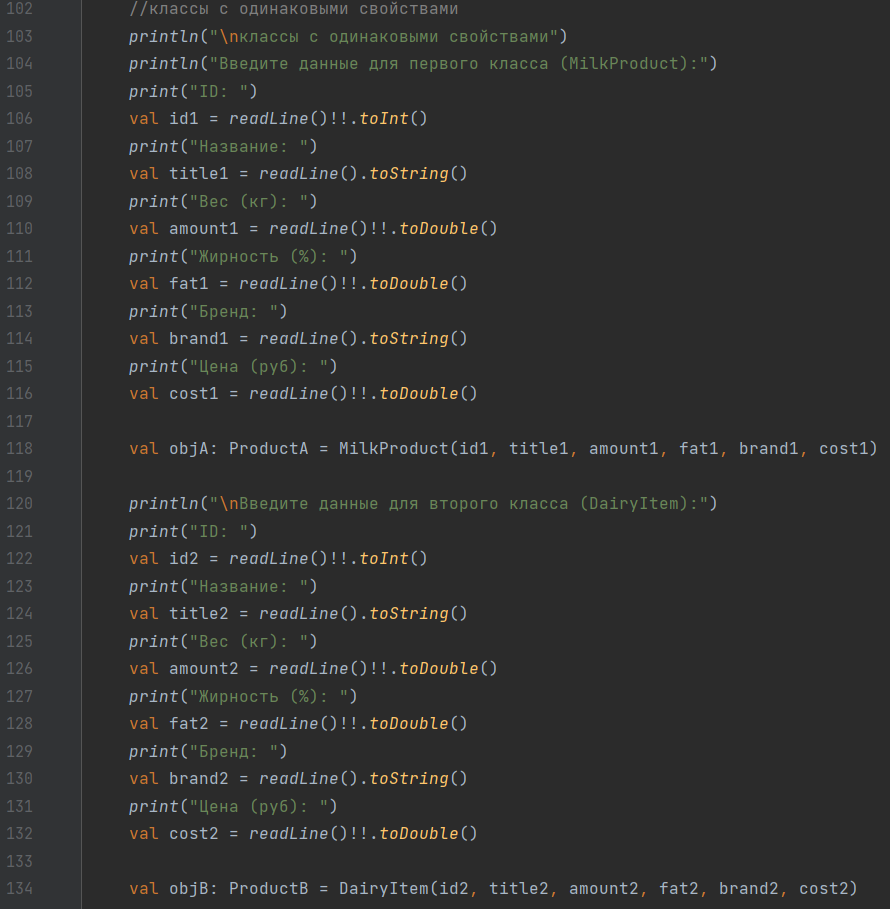 102 //классы с одинаковыми свойствами
103 println("\nклассы с одинаковыми свойствами")
104 println("Введите данные для первого класса (MilkProduct):")
105 print("ID: ")
106 val id1 = readLine()!!.toInt()
107 print("Название: ")
108 val title1 = readLine().toString()
109 print("Вес (кг): ")
110 val amount1 = readLine()!!.toDouble()
111 print("Жирность (%): ")
112 val fat1 = readLine()!!.toDouble()
113 print("Бренд: ")
114 val brand1 = readLine().toString()
115 print("Цена (руб): ")
116 val cost1 = readLine()!!.toDouble()
117
118 val objA: ProductA = MilkProduct(id1, title1, amount1, fat1, brand1, cost1)
119
120 println("\nВведите данные для второго класса (DairyItem):")
121 print("ID: ")
122 val id2 = readLine()!!.toInt()
123 print("Название: ")
124 val title2 = readLine().toString()
125 print("Вес (кг): ")
126 val amount2 = readLine()!!.toDouble()
127 print("Жирность (%): ")
128 val fat2 = readLine()!!.toDouble()
129 print("Бренд: ")
130 val brand2 = readLine().toString()
131 print("Цена (руб): ")
132 val cost2 = readLine()!!.toDouble()
133
134 val objB: ProductB = DairyItem(id2, title2, amount2, fat2, brand2, cost2)